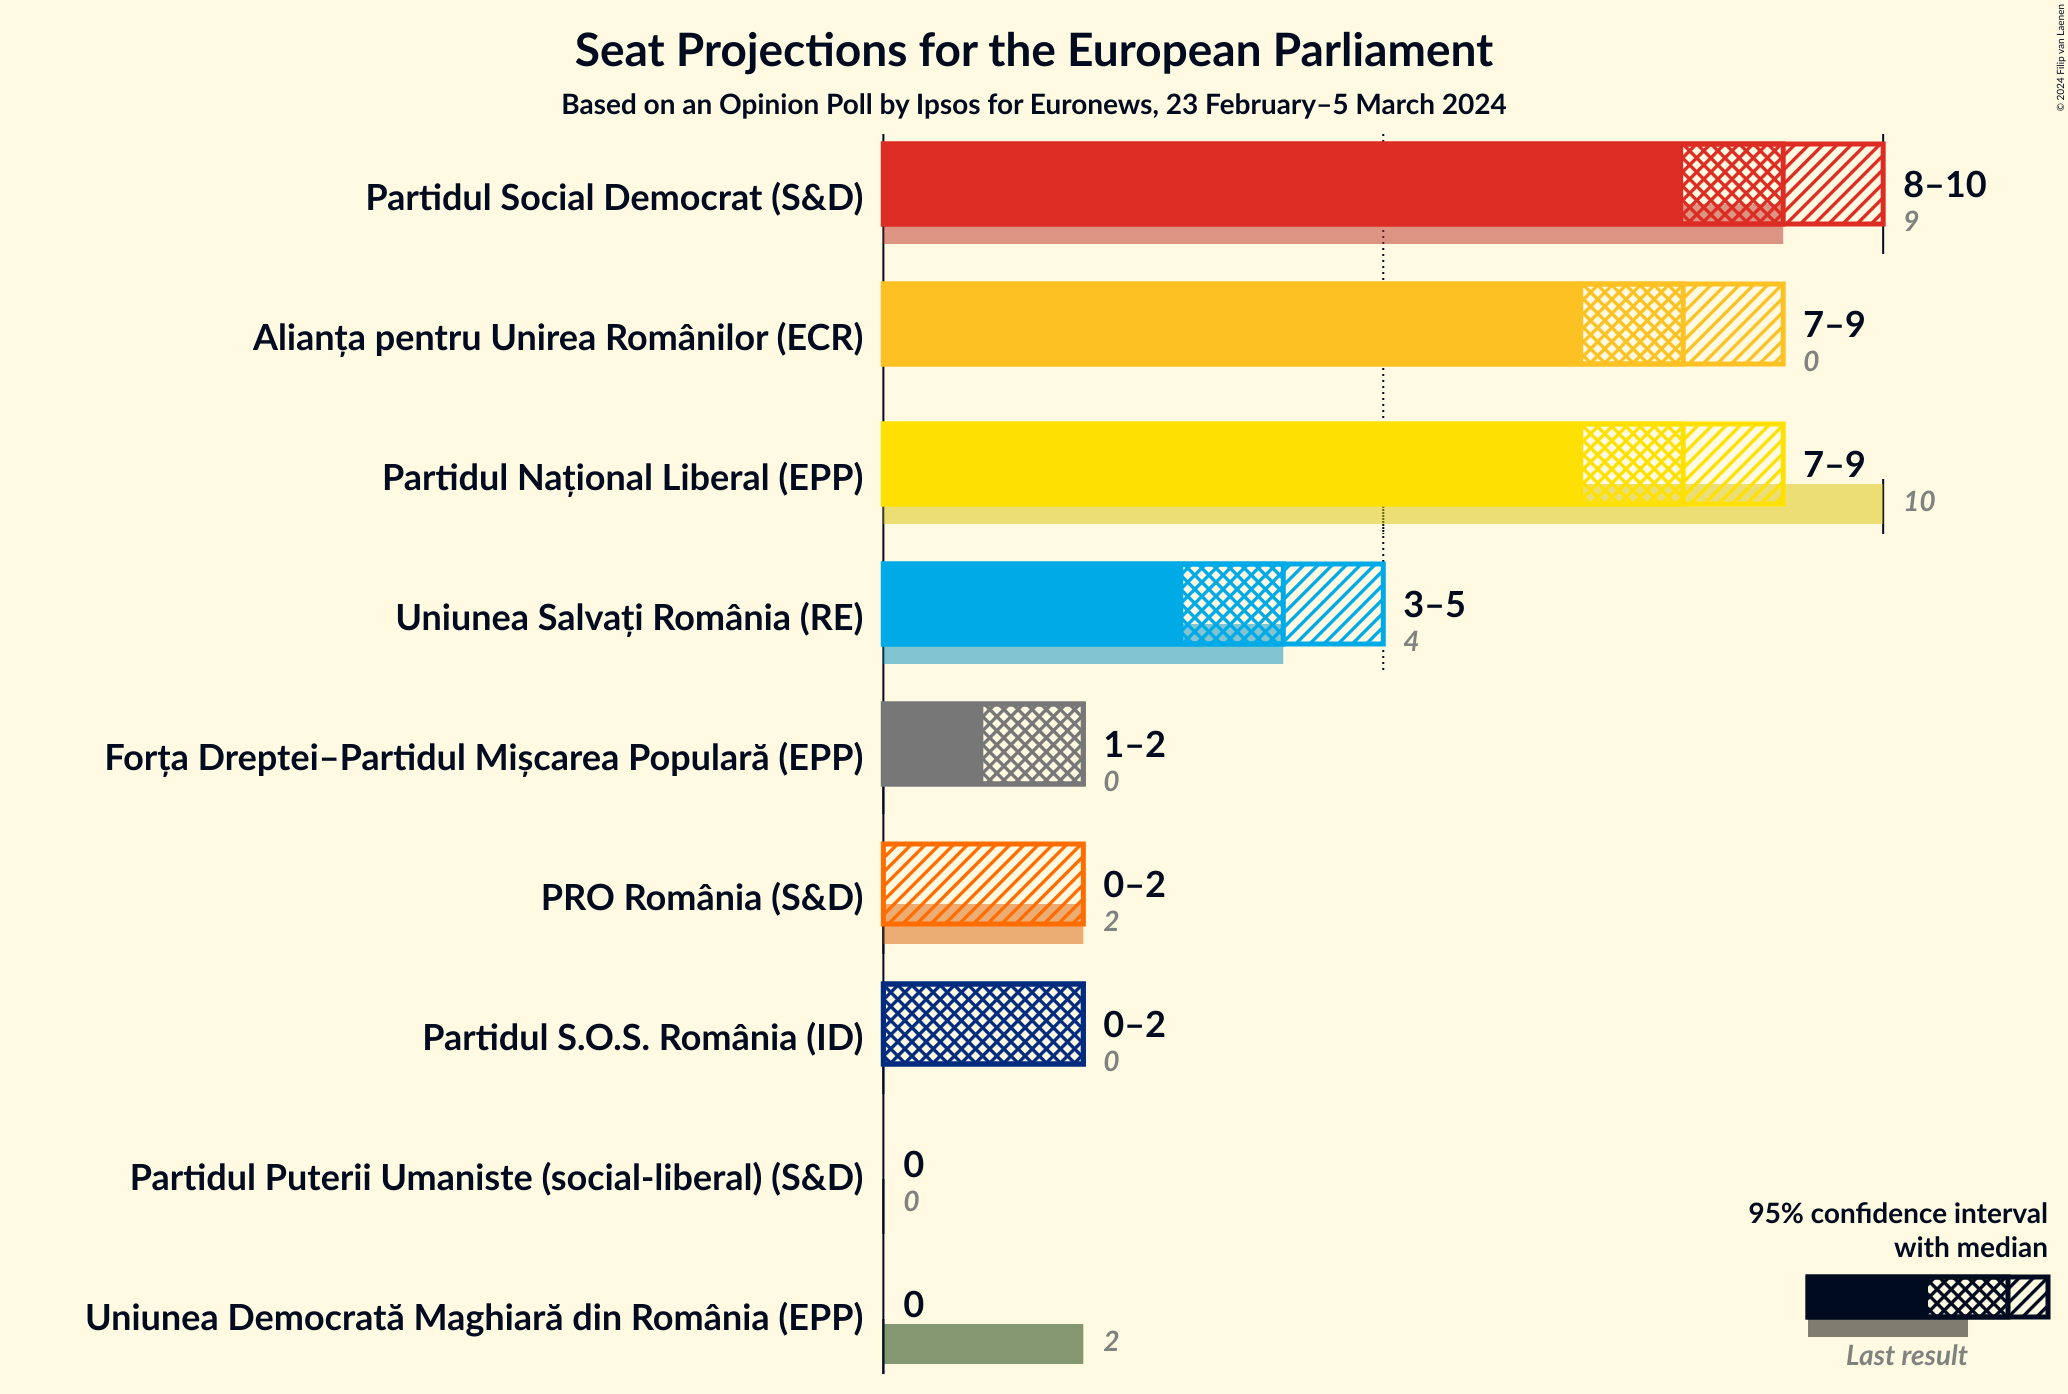 Seat Projections for the European Parliament
Based on an Opinion Poll by Ipsos for Euronews, 23 February–5 March 2024
© 2024 Filip van Laenen
Partidul Social Democrat (S&D)
8–10
9
Alianța pentru Unirea Românilor (ECR)
7–9
0
Partidul Național Liberal (EPP)
7–9
10
Uniunea Salvați România (RE)
3–5
4
Forța Dreptei–Partidul Mișcarea Populară (EPP)
1–2
0
PRO România (S&D)
0–2
2
Partidul S.O.S. România (ID)
0–2
0
Partidul Puterii Umaniste (social-liberal) (S&D)
0
0
Uniunea Democrată Maghiară din România (EPP)
0
2
95% confidence interval
with median
Last result